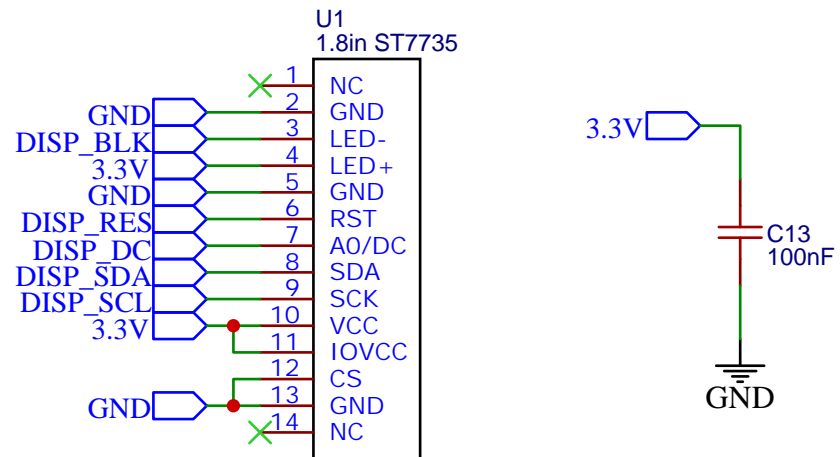 U1
1.8in ST7735
1 NC
GND 2 GND
DISP_BLK 3 LED-
3.3V 4 LED+
GND 5 GND
DISP_RES 6 RST
DISP_DC 7 A0/DC
DISP_SDA 8 SDA
DISP_SCL 9 SCK
3.3V 10 VCC
11 IOVCC
12 CS
GND 13 GND
14 NC
3.3V
C13
100nF
GND